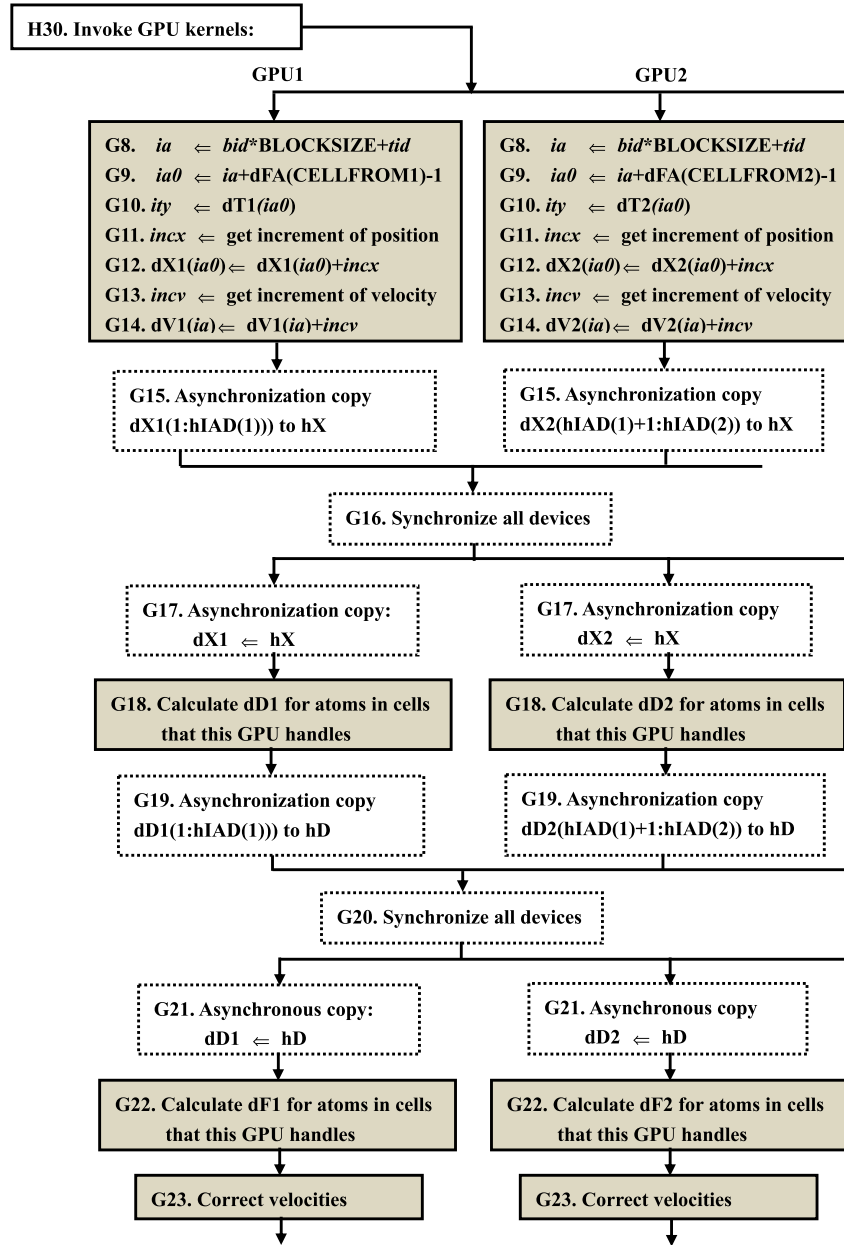 H30. Invoke GPU kernels:
GPU1
GPU2
G8. ia ⇐ bid*BLOCKSIZE+tid
G9. ia0 ⇐ ia+dFA(CELLFROM1)-1
G10. ity ⇐ dT1(ia0)
G11. incx ⇐ get increment of position
G12. dX1(ia0) ⇐ dX1(ia0)+incx
G13. incv ⇐ get increment of velocity
G14. dV1(ia) ⇐ dV1(ia)+incv
G8. ia ⇐ bid*BLOCKSIZE+tid
G9. ia0 ⇐ ia+dFA(CELLFROM2)-1
G10. ity ⇐ dT2(ia0)
G11. incx ⇐ get increment of position
G12. dX2(ia0) ⇐ dX2(ia0)+incx
G13. incv ⇐ get increment of velocity
G14. dV2(ia) ⇐ dV2(ia)+incv
G15. Asynchronization copy
dX1(1:hIAD(1))) to hX
G15. Asynchronization copy
dX2(hIAD(1)+1:hIAD(2)) to hX
G16. Synchronize all devices
G17. Asynchronization copy:
dX1 ⇐ hX
G17. Asynchronization copy
dX2 ⇐ hX
G18. Calculate dD1 for atoms in cells
that this GPU handles
G18. Calculate dD2 for atoms in cells
that this GPU handles
G19. Asynchronization copy
dD1(1:hIAD(1))) to hD
G19. Asynchronization copy
dD2(hIAD(1)+1:hIAD(2)) to hD
G20. Synchronize all devices
G21. Asynchronous copy:
dD1 ⇐ hD
G21. Asynchronous copy
dD2 ⇐ hD
G22. Calculate dF1 for atoms in cells
that this GPU handles
G22. Calculate dF2 for atoms in cells
that this GPU handles
G23. Correct velocities
G23. Correct velocities